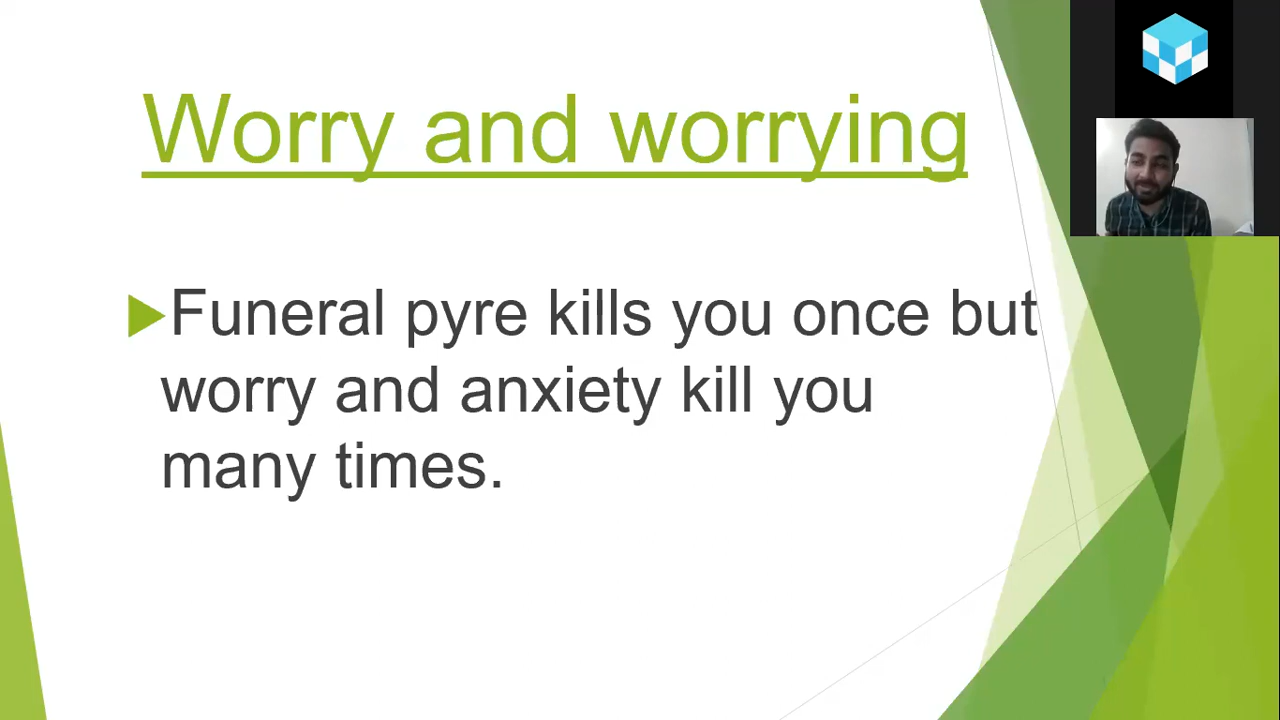 Worry and worrying
Funeral pyre kills you once but
worry and anxiety kill you
many times.